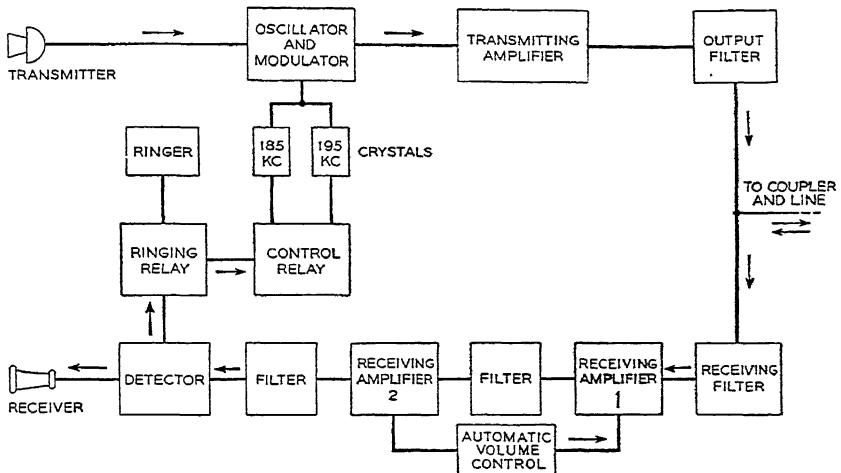 TRANSMITTER
OSCILLATOR
AND
MODULATOR
TRANSMITTING
AMPLIFIER
OUTPUT
FILTER
RINGER
185
KC
195
KC
CRYSTALS
TO COUPLER
AND LINE
RINGING
RELAY
CONTROL
RELAY
RECEIVER
DETECTOR
FILTER
RECEIVING
AMPLIFIER
2
FILTER
RECEIVING
AMPLIFIER
1
RECEIVING
FILTER
AUTOMATIC
VOLUME
CONTROL